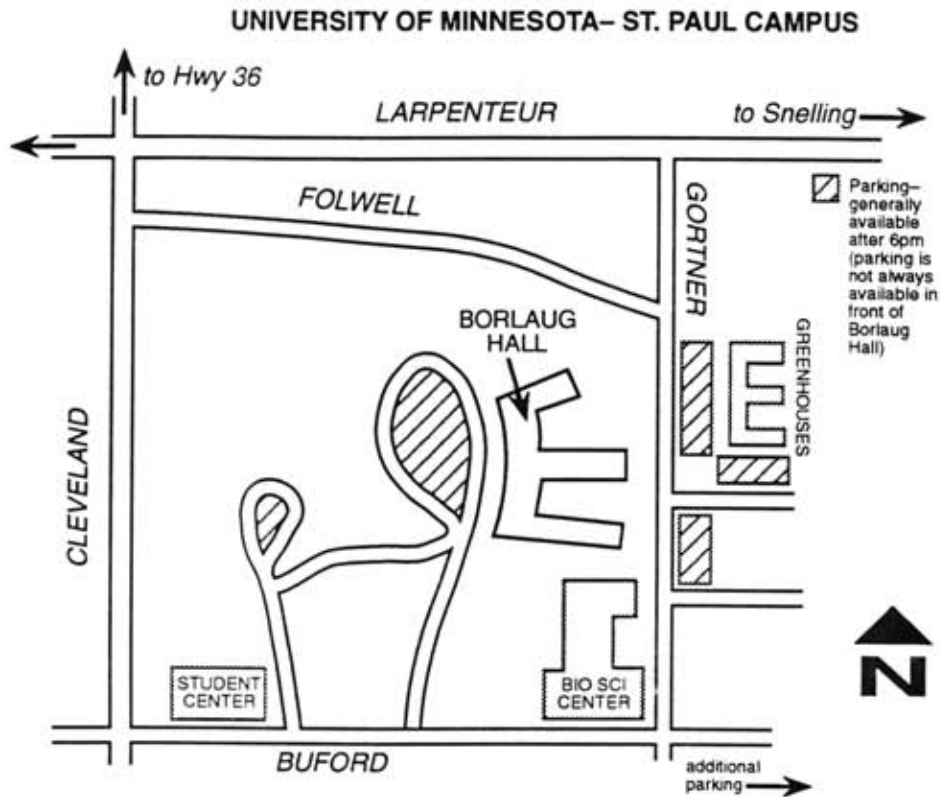 UNIVERSITY OF MINNESOTA– ST. PAUL CAMPUS
to Hwy 36
LARPENTEUR
to Snelling
FOLWELL
GORTNER
Parking–
generally
available
after 6pm
(parking is
not always
available in
front of
Borlaug
Hall)
BORLAUG
HALL
GREENHOUSES
CLEVELAND
STUDENT
CENTER
BIO SCI
CENTER
N
BUFORD
additional
parking